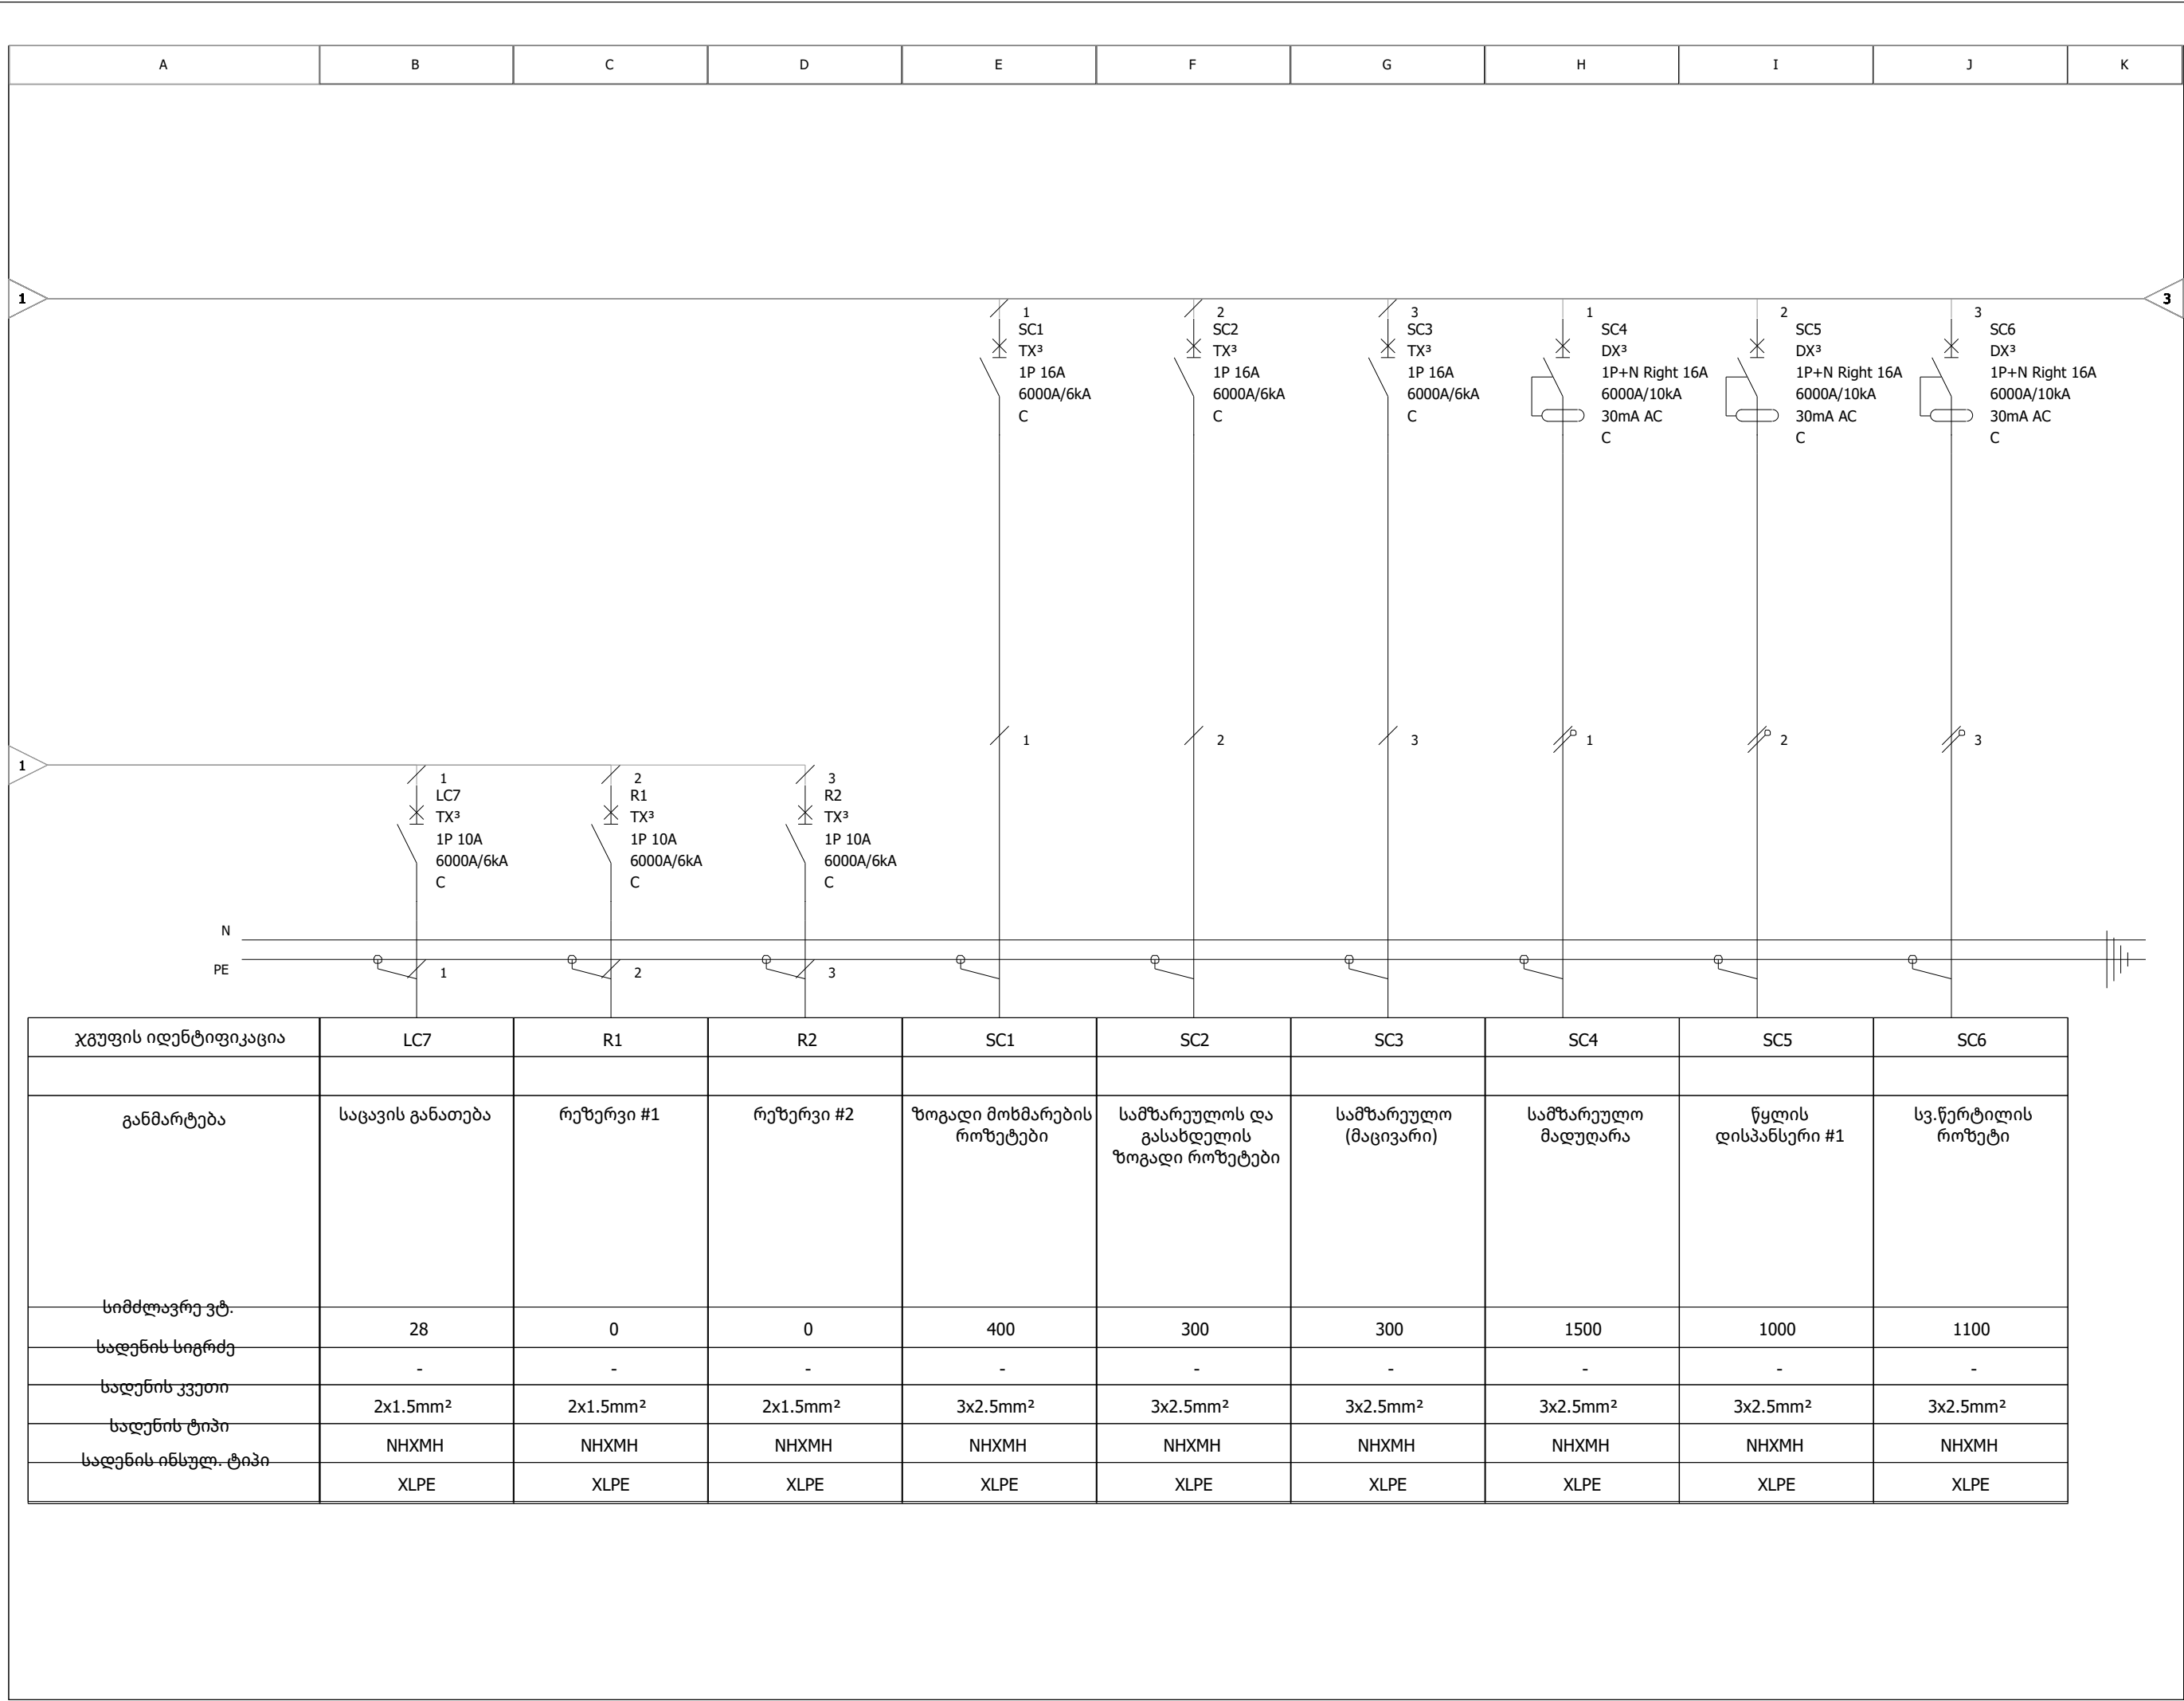 A B C D E F G H I J K
1 3
1 2 3 1 2 3
SC1 SC2 SC3 SC4 SC5 SC6
TX³ TX³ TX³ DX³ DX³ DX³
1P 16A 1P 16A 1P 16A 1P+N Right 16A 1P+N Right 16A 1P+N Right 16A
6000A/6kA 6000A/6kA 6000A/6kA 6000A/10kA 6000A/10kA 6000A/10kA
C C C 30mA AC 30mA AC 30mA AC
C C C
1 2 3 1 2 3
1
1 2 3
LC7 R1 R2
TX³ TX³ TX³
1P 10A 1P 10A 1P 10A
6000A/6kA 6000A/6kA 6000A/6kA
C C C
N
PE 1 2 3
ჯგუფის იდენტიფიკაცია LC7 R1 R2 SC1 SC2 SC3 SC4 SC5 SC6
განმარტება საცავის განათება რეზერვი #1 რეზერვი #2 ზოგადი მოხმარების სამზარეულოს და სამზარეულო სამზარეულო წყლის სვ.წერტილის
როზეტები გასახდელის (მაცივარი) მადუღარა დისპანსერი #1 როზეტი
ზოგადი როზეტები
სიმძლავრე ვტ.
28 0 0 400 300 300 1500 1000 1100
სადენის სიგრძე
- - - - - - - - -
სადენის კვეთი
2x1.5mm² 2x1.5mm² 2x1.5mm² 3x2.5mm² 3x2.5mm² 3x2.5mm² 3x2.5mm² 3x2.5mm² 3x2.5mm²
სადენის ტიპი
NHXMH NHXMH NHXMH NHXMH NHXMH NHXMH NHXMH NHXMH NHXMH
სადენის ინსულ. ტიპი
XLPE XLPE XLPE XLPE XLPE XLPE XLPE XLPE XLPE